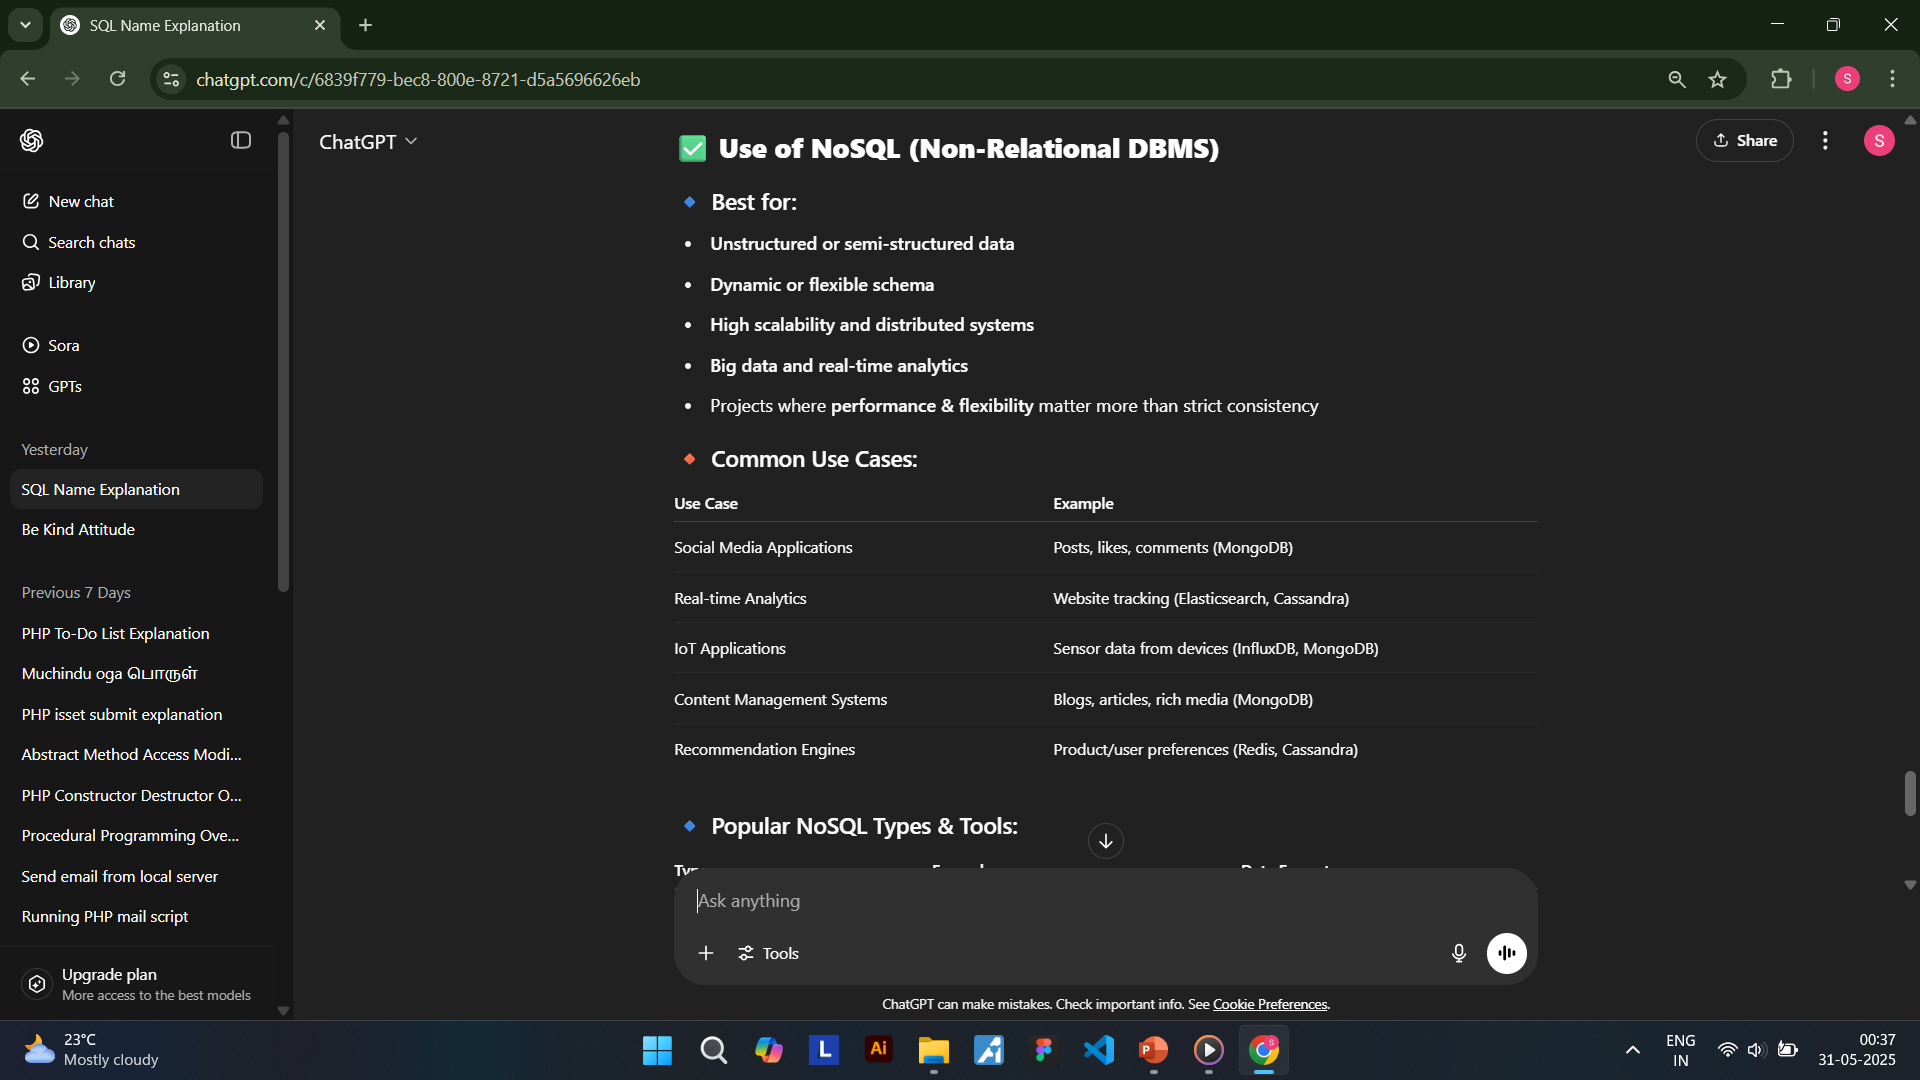 SQL Name Explanation
chatgpt.com/c/6839f779-bec8-800e-8721-d5a5696626eb
S
ChatGPT
Share
S
New chat
Search chats
Library
Sora
GPTs
Yesterday
SQL Name Explanation
Be Kind Attitude
Previous 7 Days
PHP To-Do List Explanation
Muchindu oga பொருள்
PHP isset submit explanation
Abstract Method Access Modi...
PHP Constructor Destructor O...
Procedural Programming Ove...
Send email from local server
Running PHP mail script
Upgrade plan
More access to the best models
✅ Use of NoSQL (Non-Relational DBMS)
🔹 Best for:
• Unstructured or semi-structured data
• Dynamic or flexible schema
• High scalability and distributed systems
• Big data and real-time analytics
• Projects where performance & flexibility matter more than strict consistency
🔸 Common Use Cases:
Use Case Example
Social Media Applications Posts, likes, comments (MongoDB)
Real-time Analytics Website tracking (Elasticsearch, Cassandra)
IoT Applications Sensor data from devices (InfluxDB, MongoDB)
Content Management Systems Blogs, articles, rich media (MongoDB)
Recommendation Engines Product/user preferences (Redis, Cassandra)
🔹 Popular NoSQL Types & Tools:
Ask anything
Tools
ChatGPT can make mistakes. Check important info. See Cookie Preferences.
23°C
Mostly cloudy
L
Ai
P
S
ENG
IN
00:37
31-05-2025